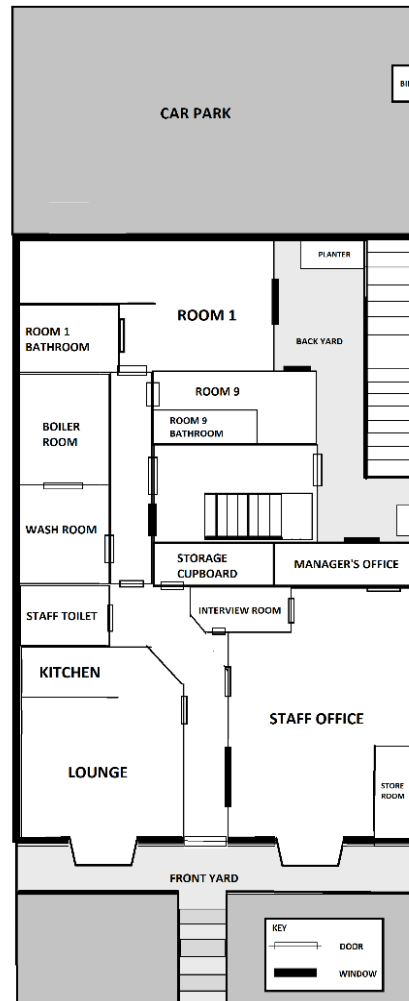 CAR PARK
PLANTER
ROOM 1
ROOM 1
BATHROOM
BACK YARD
ROOM 9
ROOM 9
BATHROOM
BOILER
ROOM
WASH ROOM
STORAGE
CUPBOARD
MANAGER'S OFFICE
STAFF TOILET
INTERVIEW ROOM
KITCHEN
STAFF OFFICE
LOUNGE
STORE
ROOM
FRONT YARD
KEY
DOOR
WINDOW